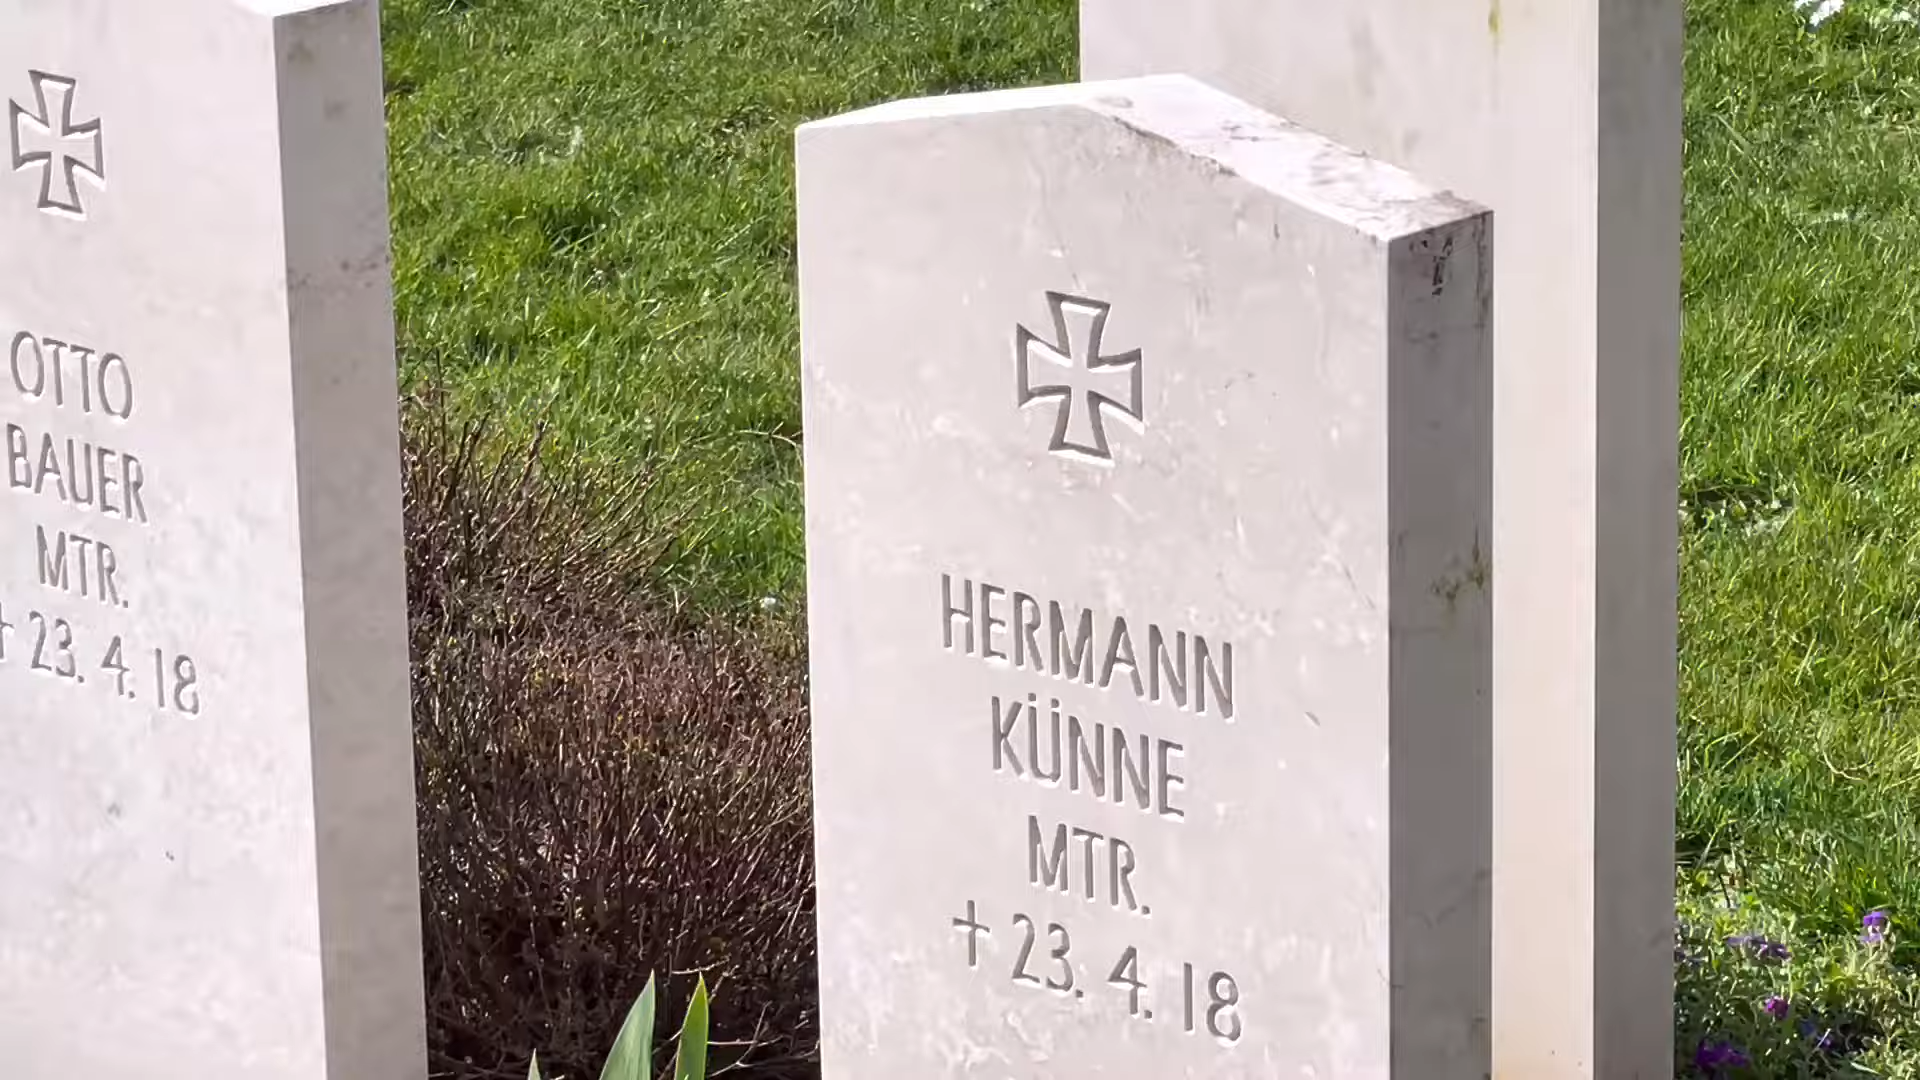 OTTO
BAUER
MTR.
† 23. 4. 18
HERMANN
KÜNNE
MTR.
† 23. 4. 18